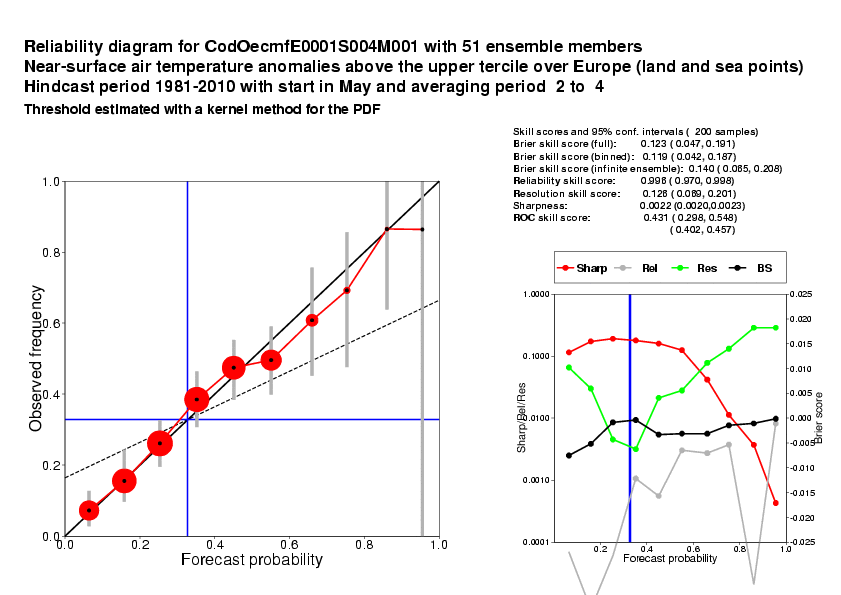 Reliability diagram for CodOecmfE0001S004M001 with 51 ensemble members
Near-surface air temperature anomalies above the upper tercile over Europe (land and sea points)
Hindcast period 1981-2010 with start in May and averaging period 2 to 4
Threshold estimated with a kernel method for the PDF
Skill scores and 95% conf. intervals ( 200 samples)
Brier skill score (full): 0.123 ( 0.047, 0.191)
Brier skill score (binned): 0.119 ( 0.042, 0.187)
Brier skill score (infinite ensemble): 0.140 ( 0.065, 0.208)
Reliability skill score: 0.996 ( 0.970, 0.998)
Resolution skill score: 0.126 ( 0.069, 0.201)
Sharpness: 0.0022 (0.0020,0.0023)
ROC skill score: 0.431 ( 0.298, 0.548)
( 0.402, 0.457)
1.0
0.8
0.6
0.4
0.2
0.0
Observed frequency
0.0 0.2 0.4 0.6 0.8 1.0
Forecast probability
Sharp Rel Res BS
1.0000
0.1000
0.0100
0.0010
0.0001
Sharp/Rel/Res
0.025
0.020
0.015
0.010
0.005
0.000
-0.005
-0.010
-0.015
-0.020
-0.025
Brier score
0.2 0.4 0.6 0.8 1.0
Forecast probability